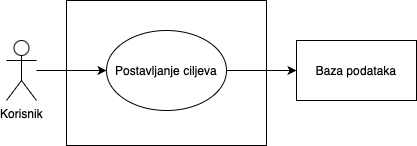 Postavljanje ciljeva
Baza podataka
Korisnik